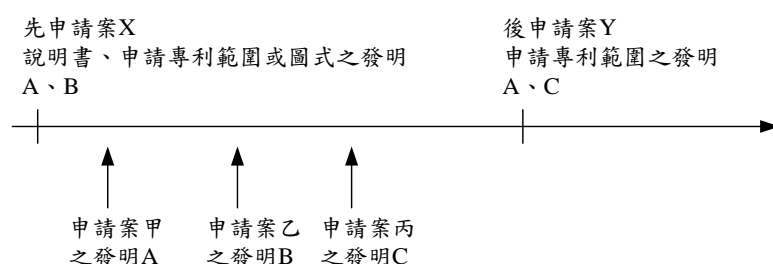 先申請案X
說明書、申請專利範圍或圖式之發明
A、B
後申請案Y
申請專利範圍之發明
A、C
申請案甲
之發明A
申請案乙
之發明B
申請案丙
之發明C